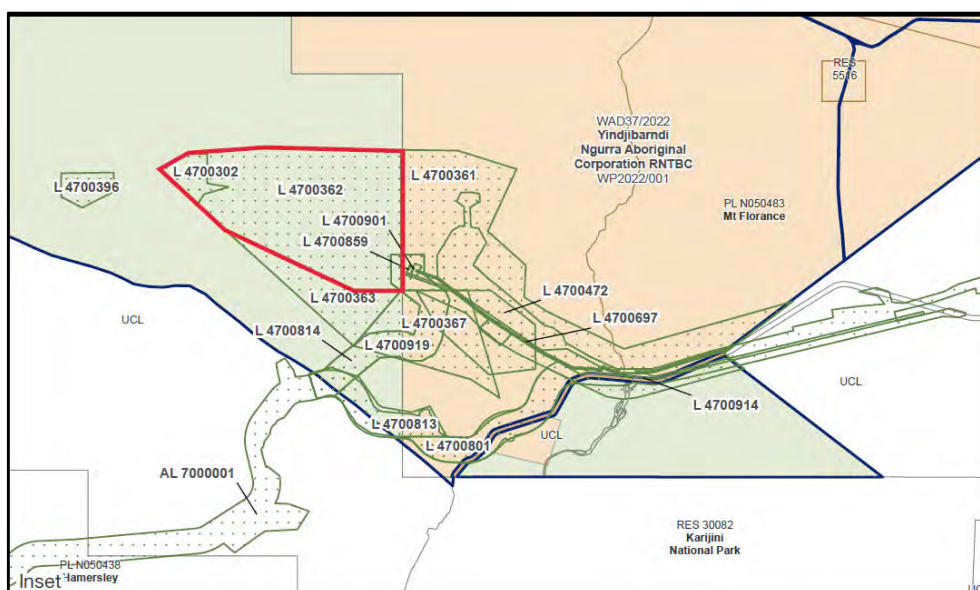 RES
5516
WAD37/2022
Yindjibarndi
Ngurra Aboriginal
Corporation RNTBC
WP2022/001
L 4700302
L 4700361
L 4700396
L 4700362
PL N050483
Mt Florance
L 4700901
L 4700859
L 4700363
L 4700472
UCL
L 4700367
L 4700697
L 4700814
L 4700919
UCL
L 4700914
L 4700813
UCL
L 4700801
AL 7000001
RES 30082
Karijini
National Park
PL N050438
Hamersley
Inset
UC